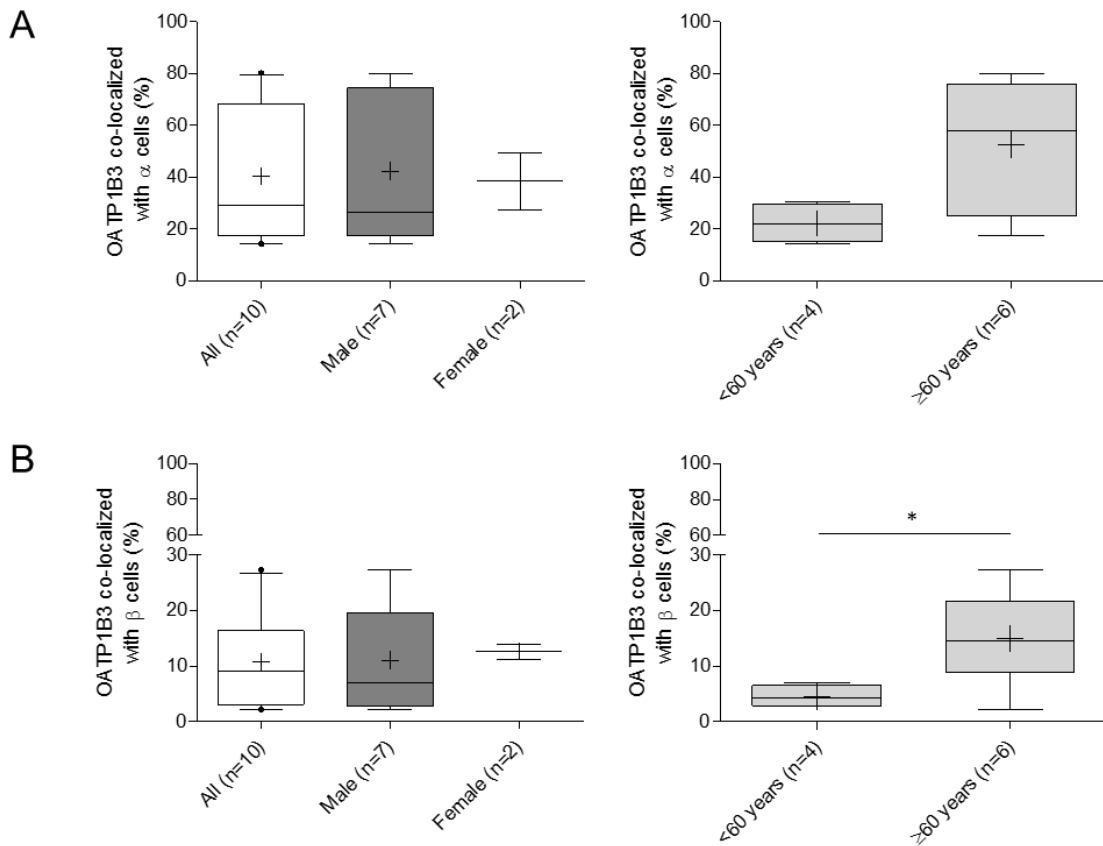 A
OATP1B3 co-localized
with α cells (%)
100
80
60
40
20
0
All (n=10)
Male (n=7)
Female (n=2)
OATP1B3 co-localized
with α cells (%)
100
80
60
40
20
0
<60 years (n=4)
≥60 years (n=6)
B
OATP1B3 co-localized
with β cells (%)
100
80
60
30
20
10
0
All (n=10)
Male (n=7)
Female (n=2)
OATP1B3 co-localized
with β cells (%)
100
80
60
30
20
10
0
*
<60 years (n=4)
≥60 years (n=6)